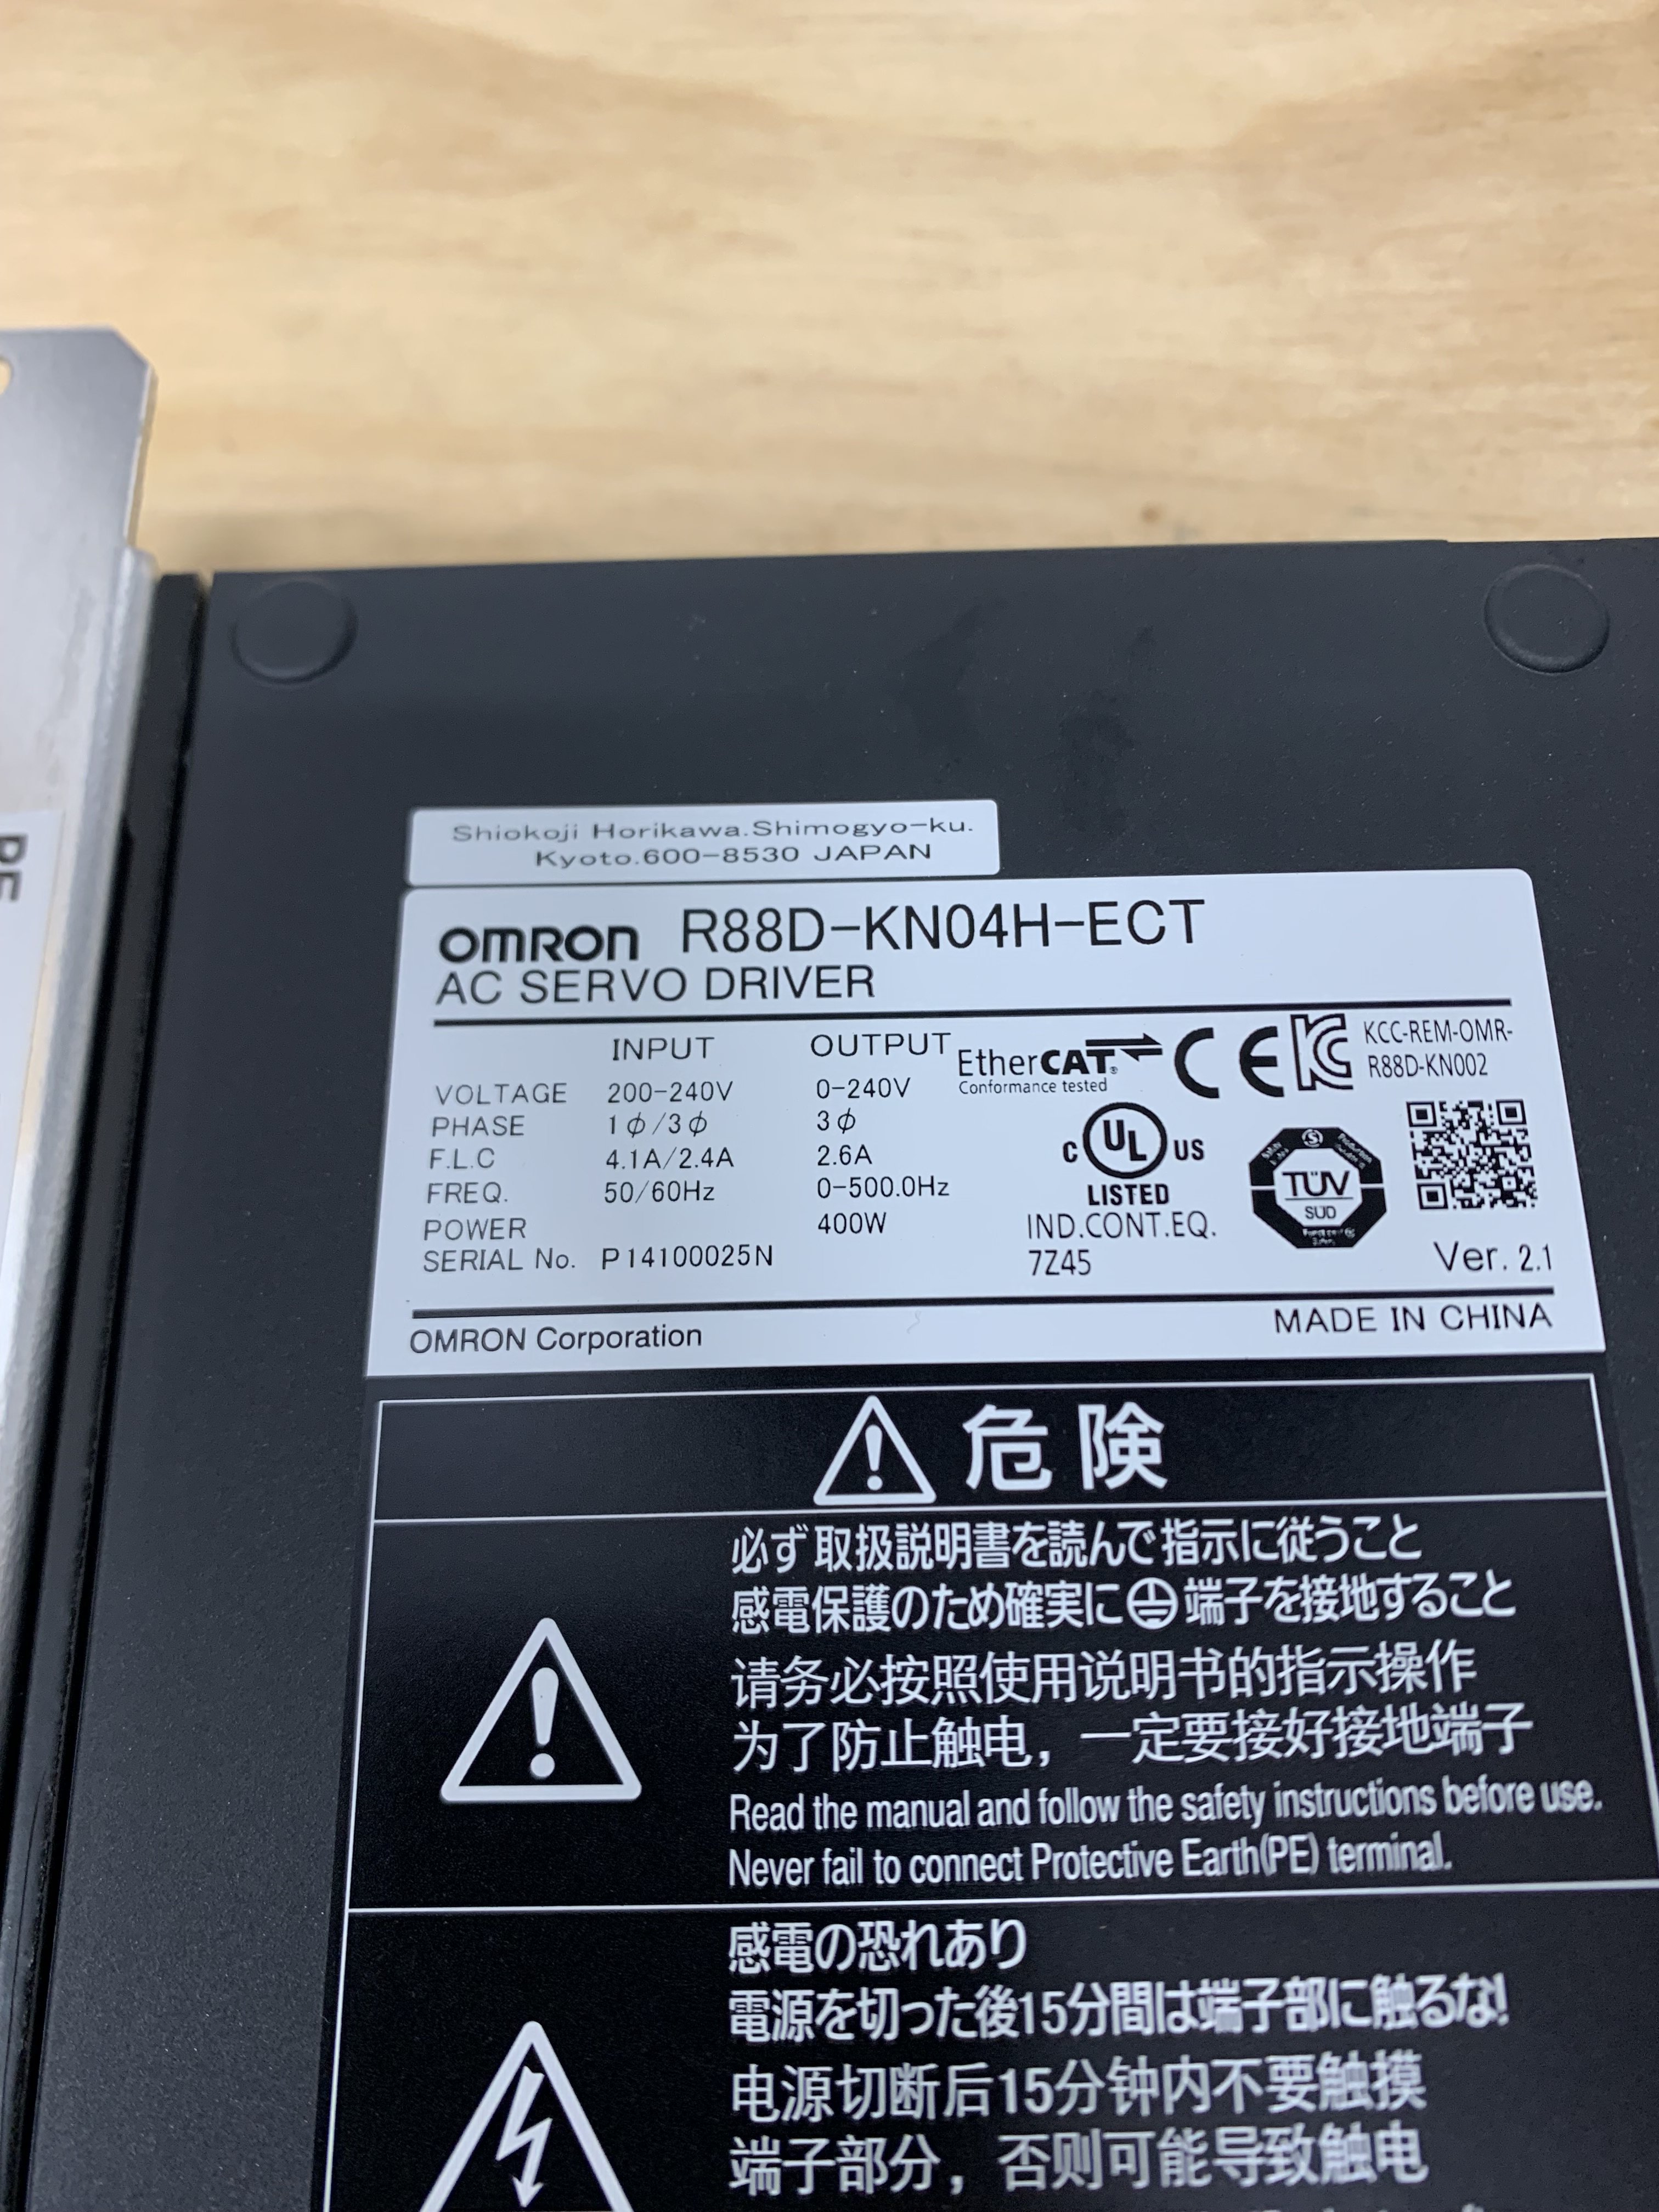 Shiokoji Horikawa.Shimogyo-ku.
Kyoto.600-8530 JAPAN
OMRON R88D-KN04H-ECT
AC SERVO DRIVER
INPUT OUTPUT
VOLTAGE 200-240V 0-240V
PHASE 1ϕ/3ϕ 3ϕ
F.L.C 4.1A/2.4A 2.6A
FREQ. 50/60Hz 0-500.0Hz
POWER 400W
SERIAL No. P14100025N
EtherCAT®
Conformance tested
CE
KCC-REM-OMR-
R88D-KN002
C UL US
LISTED
IND.CONT.EQ.
7Z45
TÜV
SÜD
Ver. 2.1
OMRON Corporation
MADE IN CHINA
危険
必ず取扱説明書を読んで指示に従うこと
感電保護のため確実に⏚端子を接地すること
请务必按照使用说明书的指示操作
为了防止触电，一定要接好接地端子
Read the manual and follow the safety instructions before use.
Never fail to connect Protective Earth(PE) terminal.
感電の恐れあり
電源を切った後15分間は端子部に触るな!
电源切断后15分钟内不要触摸
端子部分，否则可能导致触电